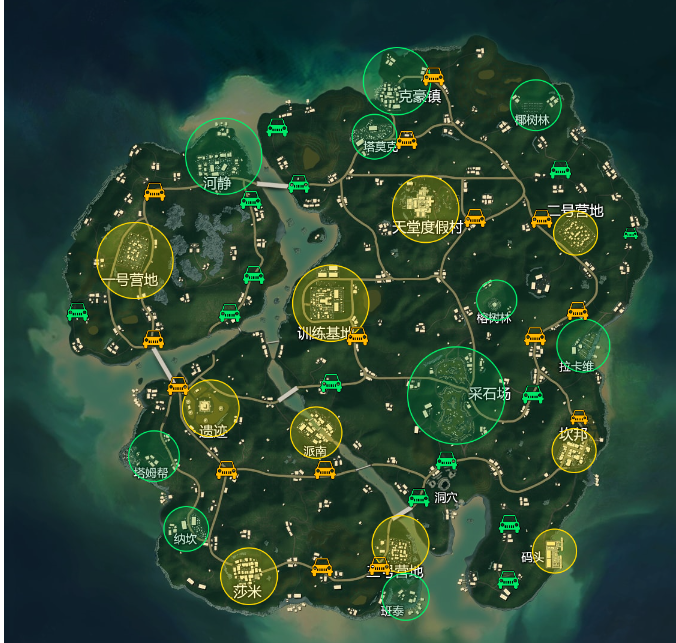 克豪镇
椰树林
塔莫克
河静
二号营地
天堂度假村
一号营地
榕树林
训练基地
拉卡维
采石场
遗迹
坎邦
派南
塔姆帮
洞穴
纳坎
码头
三号营地
莎米
班泰